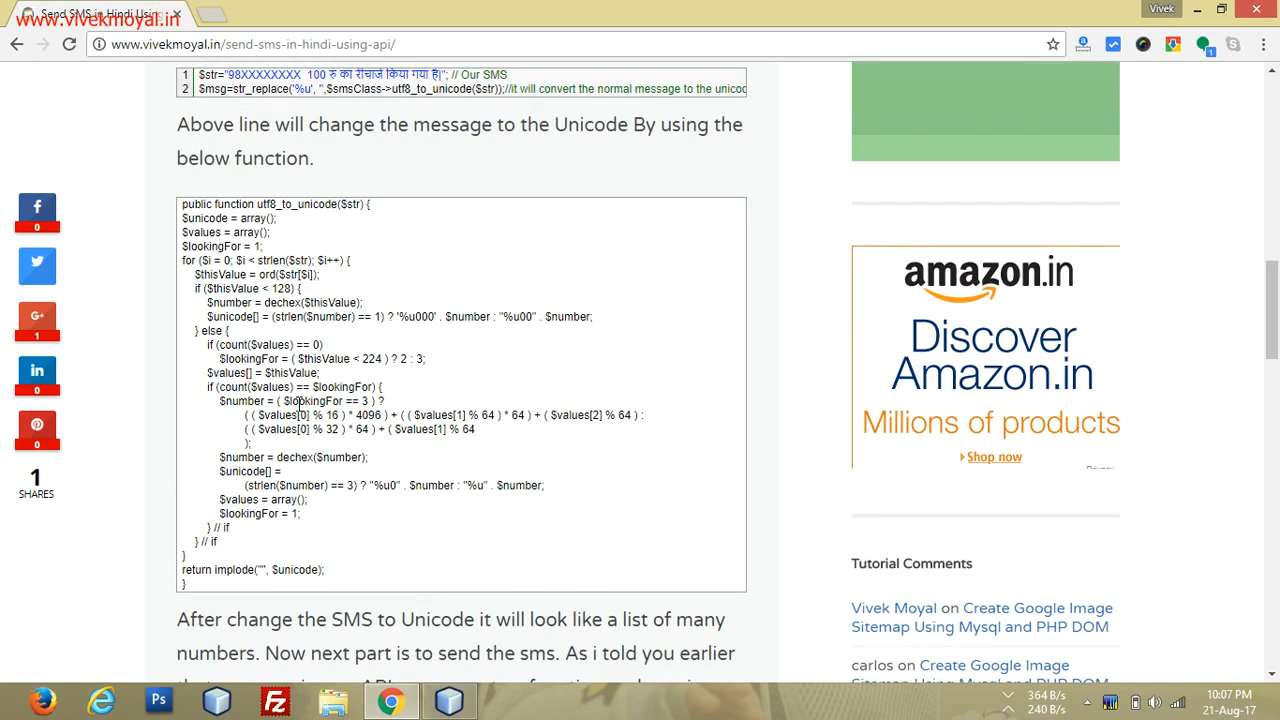 Send SMS in Hindi Usin
www.vivekmoyal.in
Vivek
www.vivekmoyal.in/send-sms-in-hindi-using-api/
1
1 $str="98XXXXXXXX 100 रु का रीचार्ज किया गया है।"; // Our SMS
2 $msg=str_replace('%u', '',$smsClass->utf8_to_unicode($str));//it will convert the normal message to the unicod
Above line will change the message to the Unicode By using the
below function.
public function utf8_to_unicode($str) {
$unicode = array();
$values = array();
$lookingFor = 1;
for ($i = 0; $i < strlen($str); $i++) {
$thisValue = ord($str[$i]);
if ($thisValue < 128) {
$number = dechex($thisValue);
$unicode[] = (strlen($number) == 1) ? '%u000' . $number : "%u00" . $number;
} else {
if (count($values) == 0)
$lookingFor = ( $thisValue < 224 ) ? 2 : 3;
$values[] = $thisValue;
if (count($values) == $lookingFor) {
$number = ( $lookingFor == 3 ) ?
( ( $values[0] % 16 ) * 4096 ) + ( ( $values[1] % 64 ) * 64 ) + ( $values[2] % 64 ) :
( ( $values[0] % 32 ) * 64 ) + ( $values[1] % 64
);
$number = dechex($number);
$unicode[] =
(strlen($number) == 3) ? "%u0" . $number : "%u" . $number;
$values = array();
$lookingFor = 1;
} // if
} // if
}
return implode("", $unicode);
}
After change the SMS to Unicode it will look like a list of many
numbers. Now next part is to send the sms. As i told you earlier
0
0
1
in
0
0
1
SHARES
amazon.in
Discover
Amazon.in
Millions of products
Shop now
Privacy
Tutorial Comments
Vivek Moyal on Create Google Image
Sitemap Using Mysql and PHP DOM
carlos on Create Google Image
Sitemap Using Mysql and PHP DOM
364 B/s
240 B/s
10:07 PM
21-Aug-17